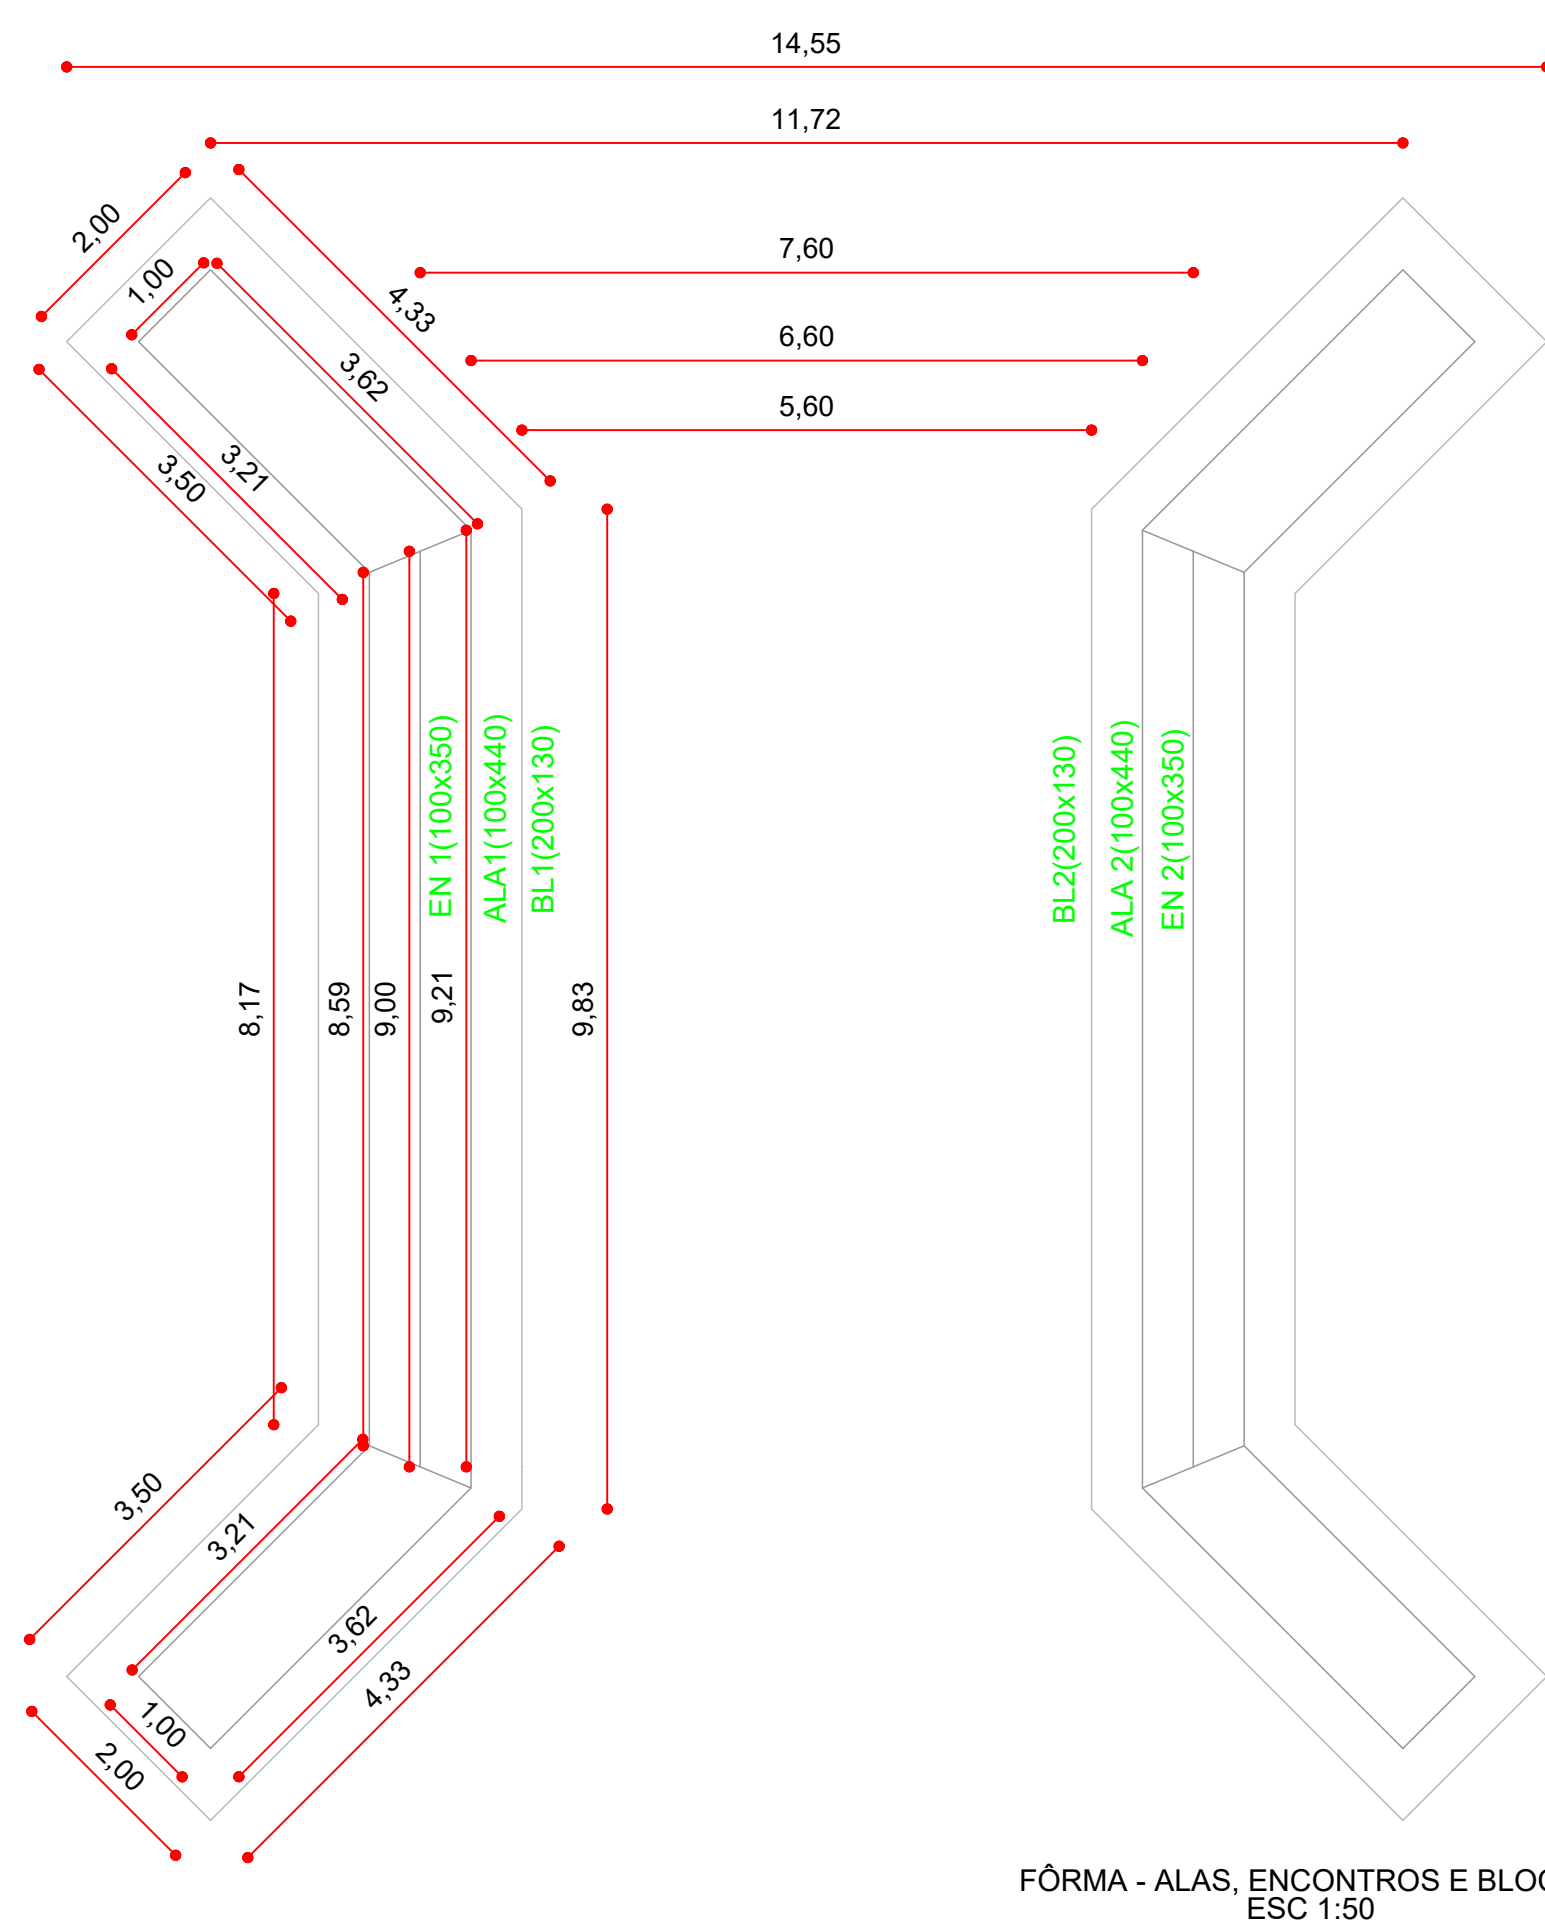 14,55
11,72
2,00
1,00
4,33
7,60
3,62
6,60
5,60
3,21
3,50
EN 1(100x350)
ALA1(100x440)
BL1(200x130)
BL2(200x130)
ALA 2(100x440)
EN 2(100x350)
8,17
8,59
9,00
9,21
9,83
3,50
3,21
3,62
4,33
1,00
2,00
FÔRMA - ALAS, ENCONTROS E
ESC 1:50